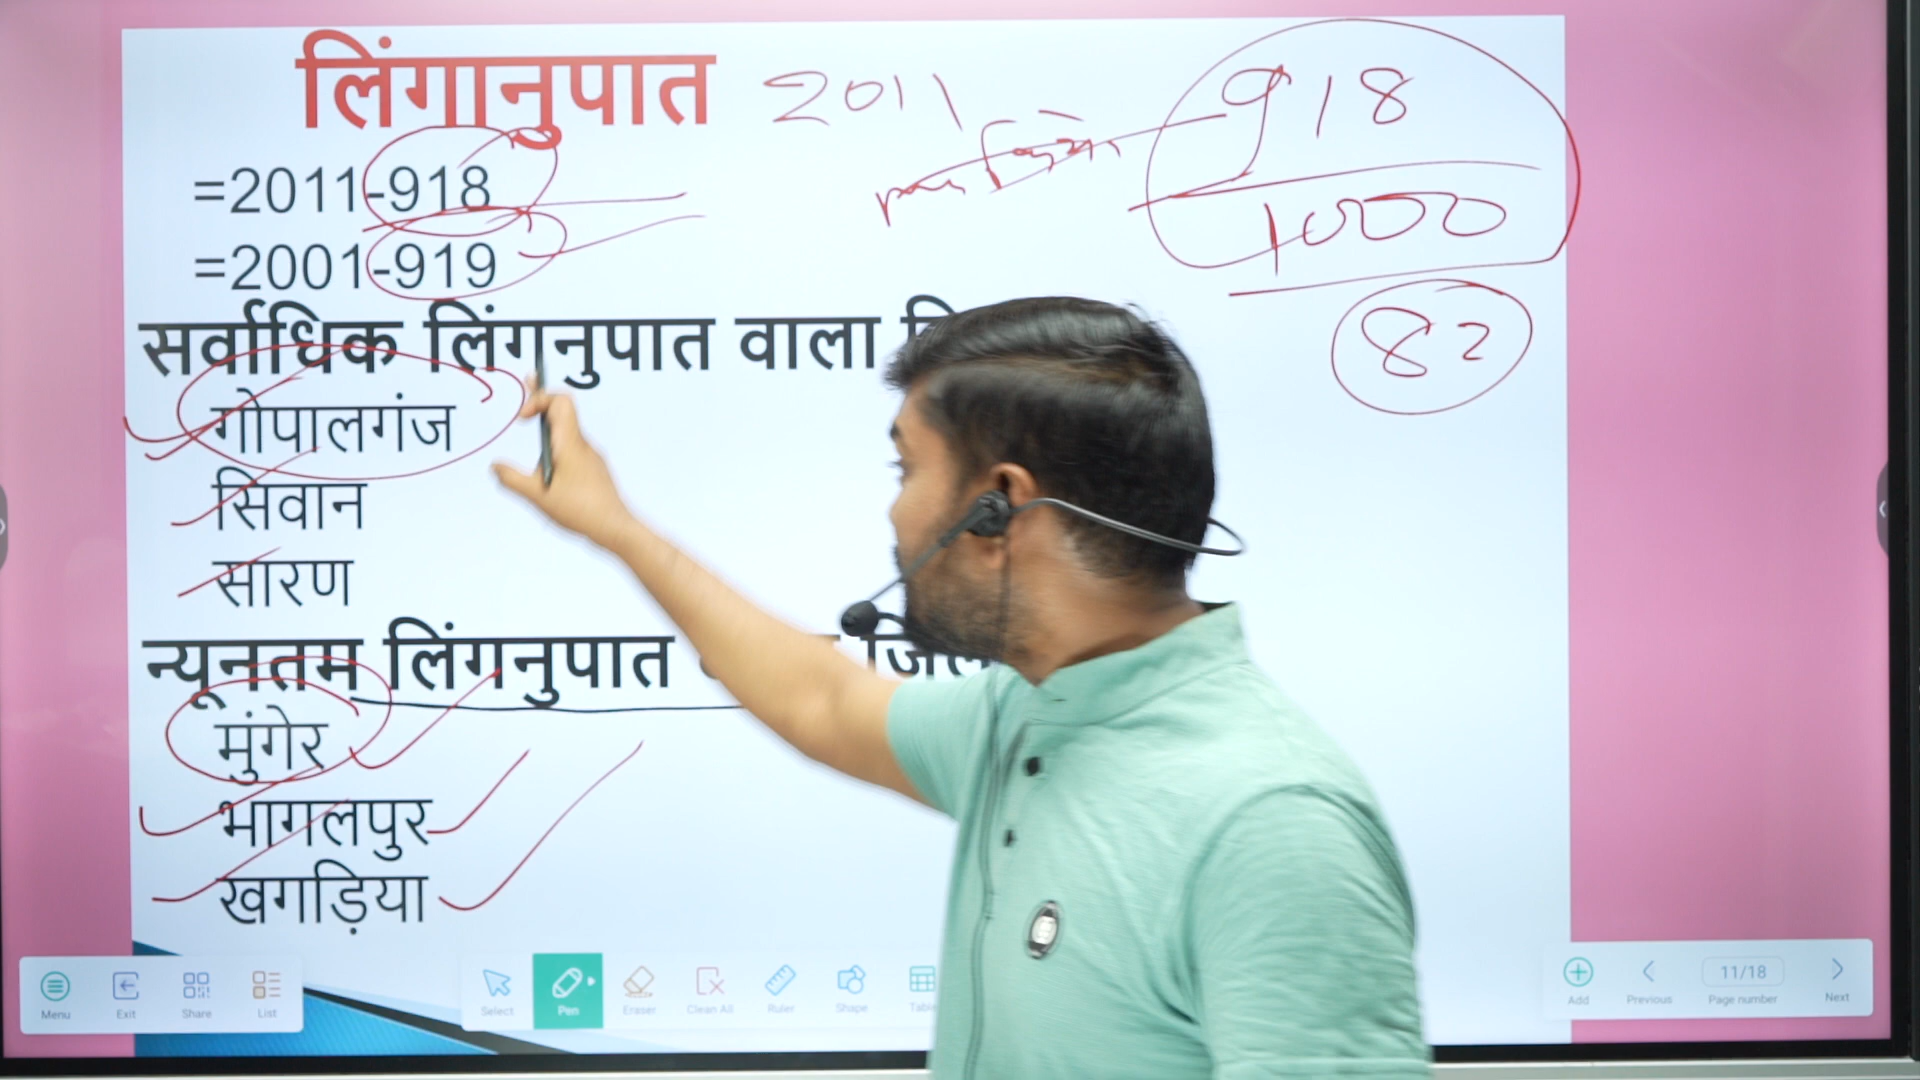 लिंगानुपात 2011
918
1000
82
=2011-918
=2001-919
सर्वाधिक लिंगनुपात वाला
गोपालगंज
सिवान
सारण
न्यूनतम लिंगनुपात
मुंगेर
भागलपुर
खगड़िया
Menu Exit Share List Select Pen Eraser Clean All Ruler Shape Table Add Previous 11/18 Page number Next